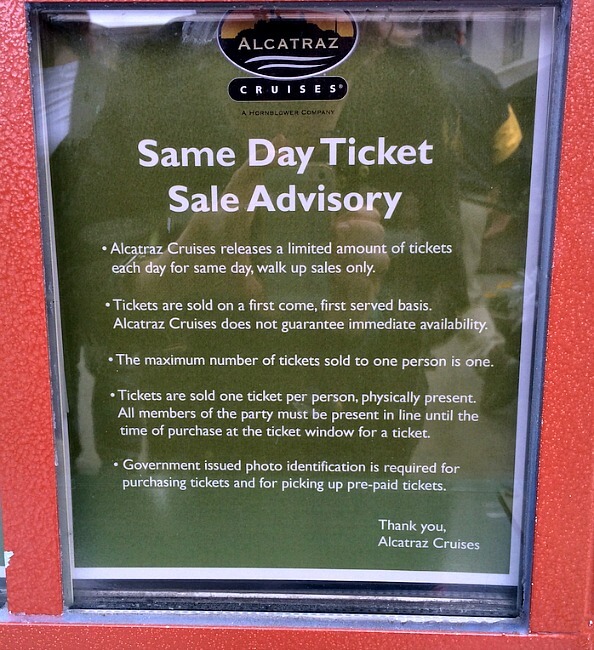 ALCATRAZ
CRUISES®
A HORNBLOWER COMPANY
Same Day Ticket
Sale Advisory
• Alcatraz Cruises releases a limited amount of tickets
each day for same day, walk up sales only.
• Tickets are sold on a first come, first served basis.
Alcatraz Cruises does not guarantee immediate availability.
• The maximum number of tickets sold to one person is one.
• Tickets are sold one ticket per person, physically present.
All members of the party must be present in line until the
time of purchase at the ticket window for a ticket.
• Government issued photo identification is required for
purchasing tickets and for picking up pre-paid tickets.
Thank you,
Alcatraz Cruises